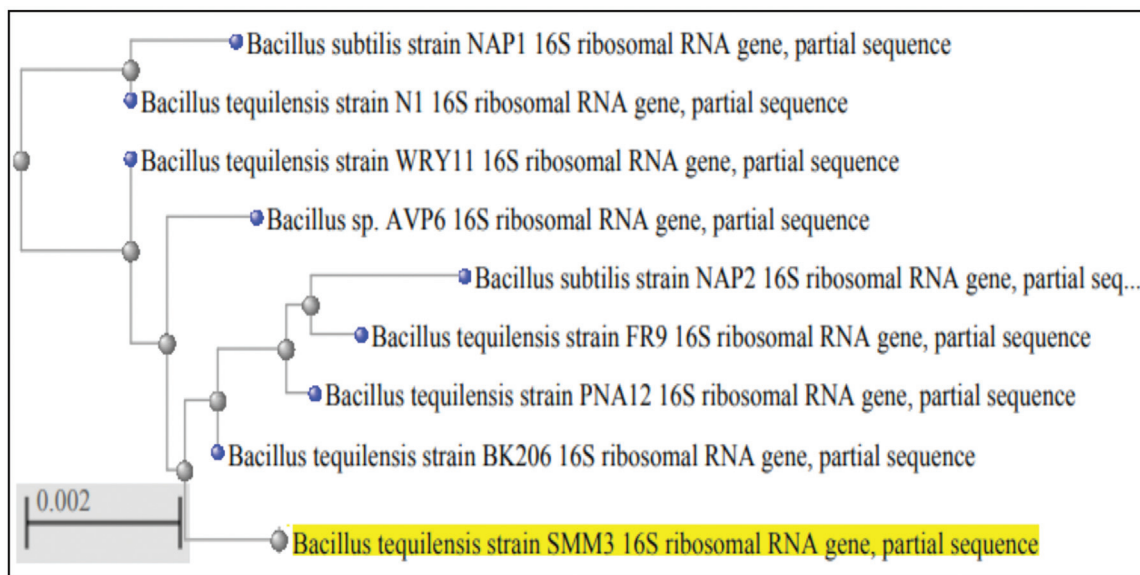 Bacillus subtilis strain NAP1 16S ribosomal RNA gene, partial sequence
Bacillus tequilensis strain N1 16S ribosomal RNA gene, partial sequence
Bacillus tequilensis strain WRY11 16S ribosomal RNA gene, partial sequence
Bacillus sp. AVP6 16S ribosomal RNA gene, partial sequence
Bacillus subtilis strain NAP2 16S ribosomal RNA gene, partial seq...
Bacillus tequilensis strain FR9 16S ribosomal RNA gene, partial sequence
Bacillus tequilensis strain PNA12 16S ribosomal RNA gene, partial sequence
Bacillus tequilensis strain BK206 16S ribosomal RNA gene, partial sequence
0.002
Bacillus tequilensis strain SMM3 16S ribosomal RNA gene, partial sequence